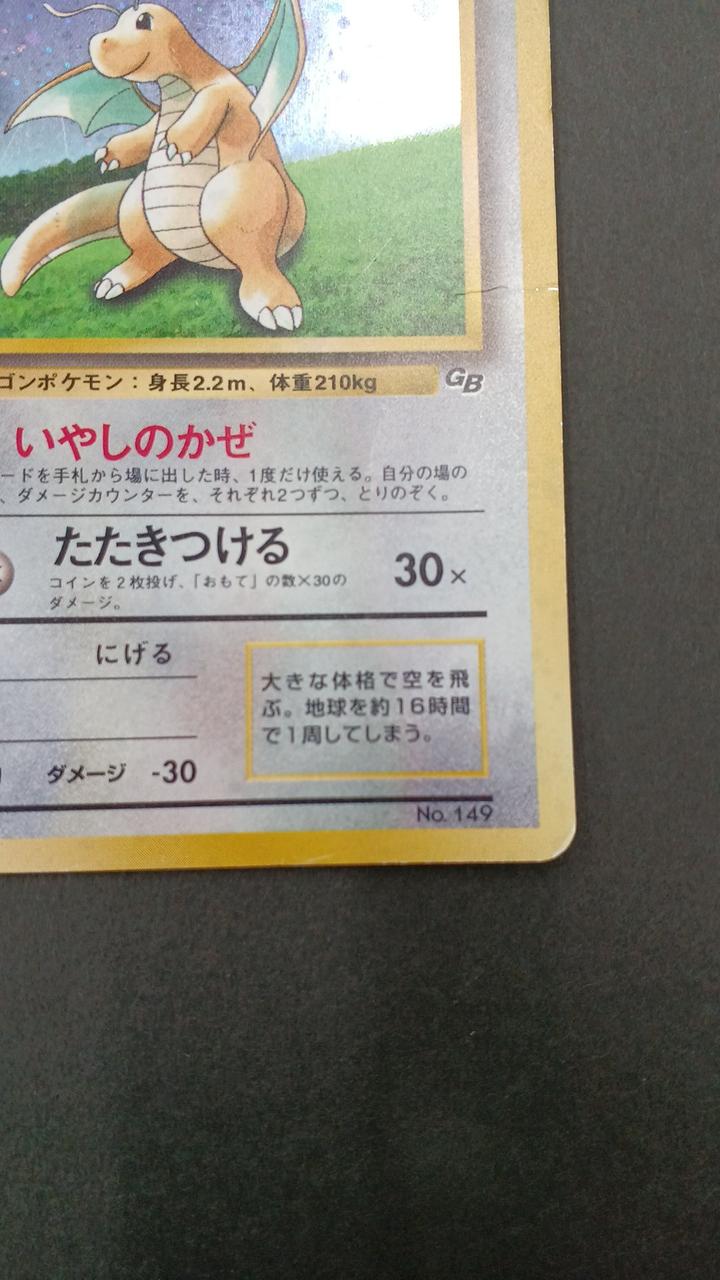 ゴンポケモン：身長2.2m、体重210kg
GB
いやしのかぜ
ードを手札から場に出した時、1度だけ使える。自分の場の
、ダメージカウンターを、それぞれ2つずつ、とりのぞく。
たたきつける 30×
コインを2枚投げ、「おもて」の数×30の
ダメージ。
にげる
大きな体格で空を飛
ぶ。地球を約16時間
で1周してしまう。
ダメージ -30
No. 149